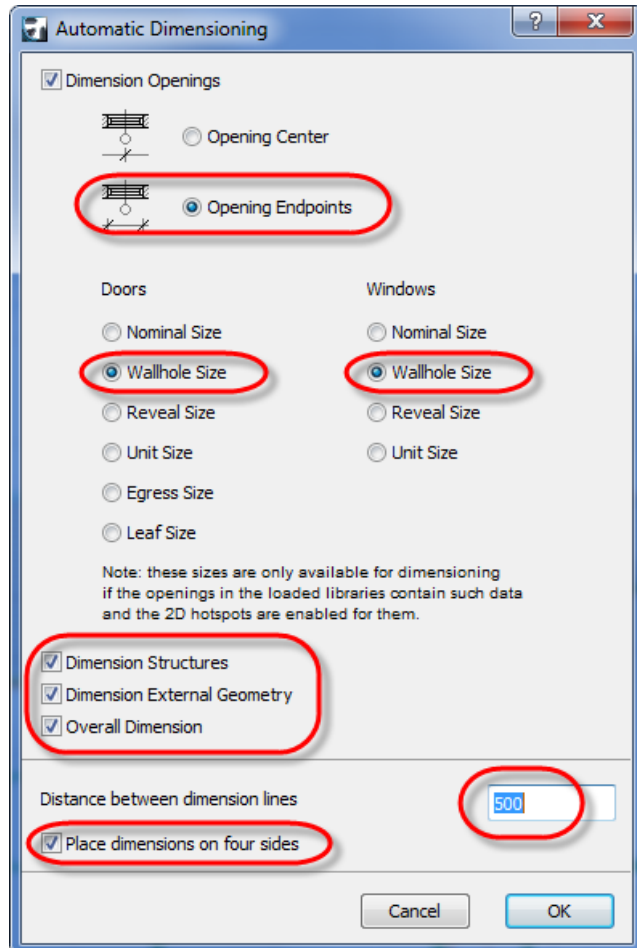 Automatic Dimensioning
Dimension Openings
Opening Center
Opening Endpoints
Doors Windows
Nominal Size Nominal Size
Wallhole Size Wallhole Size
Reveal Size Reveal Size
Unit Size Unit Size
Egress Size
Leaf Size
Note: these sizes are only available for dimensioning
if the openings in the loaded libraries contain such data
and the 2D hotspots are enabled for them.
Dimension Structures
Dimension External Geometry
Overall Dimension
Distance between dimension lines 500
Place dimensions on four sides
Cancel OK